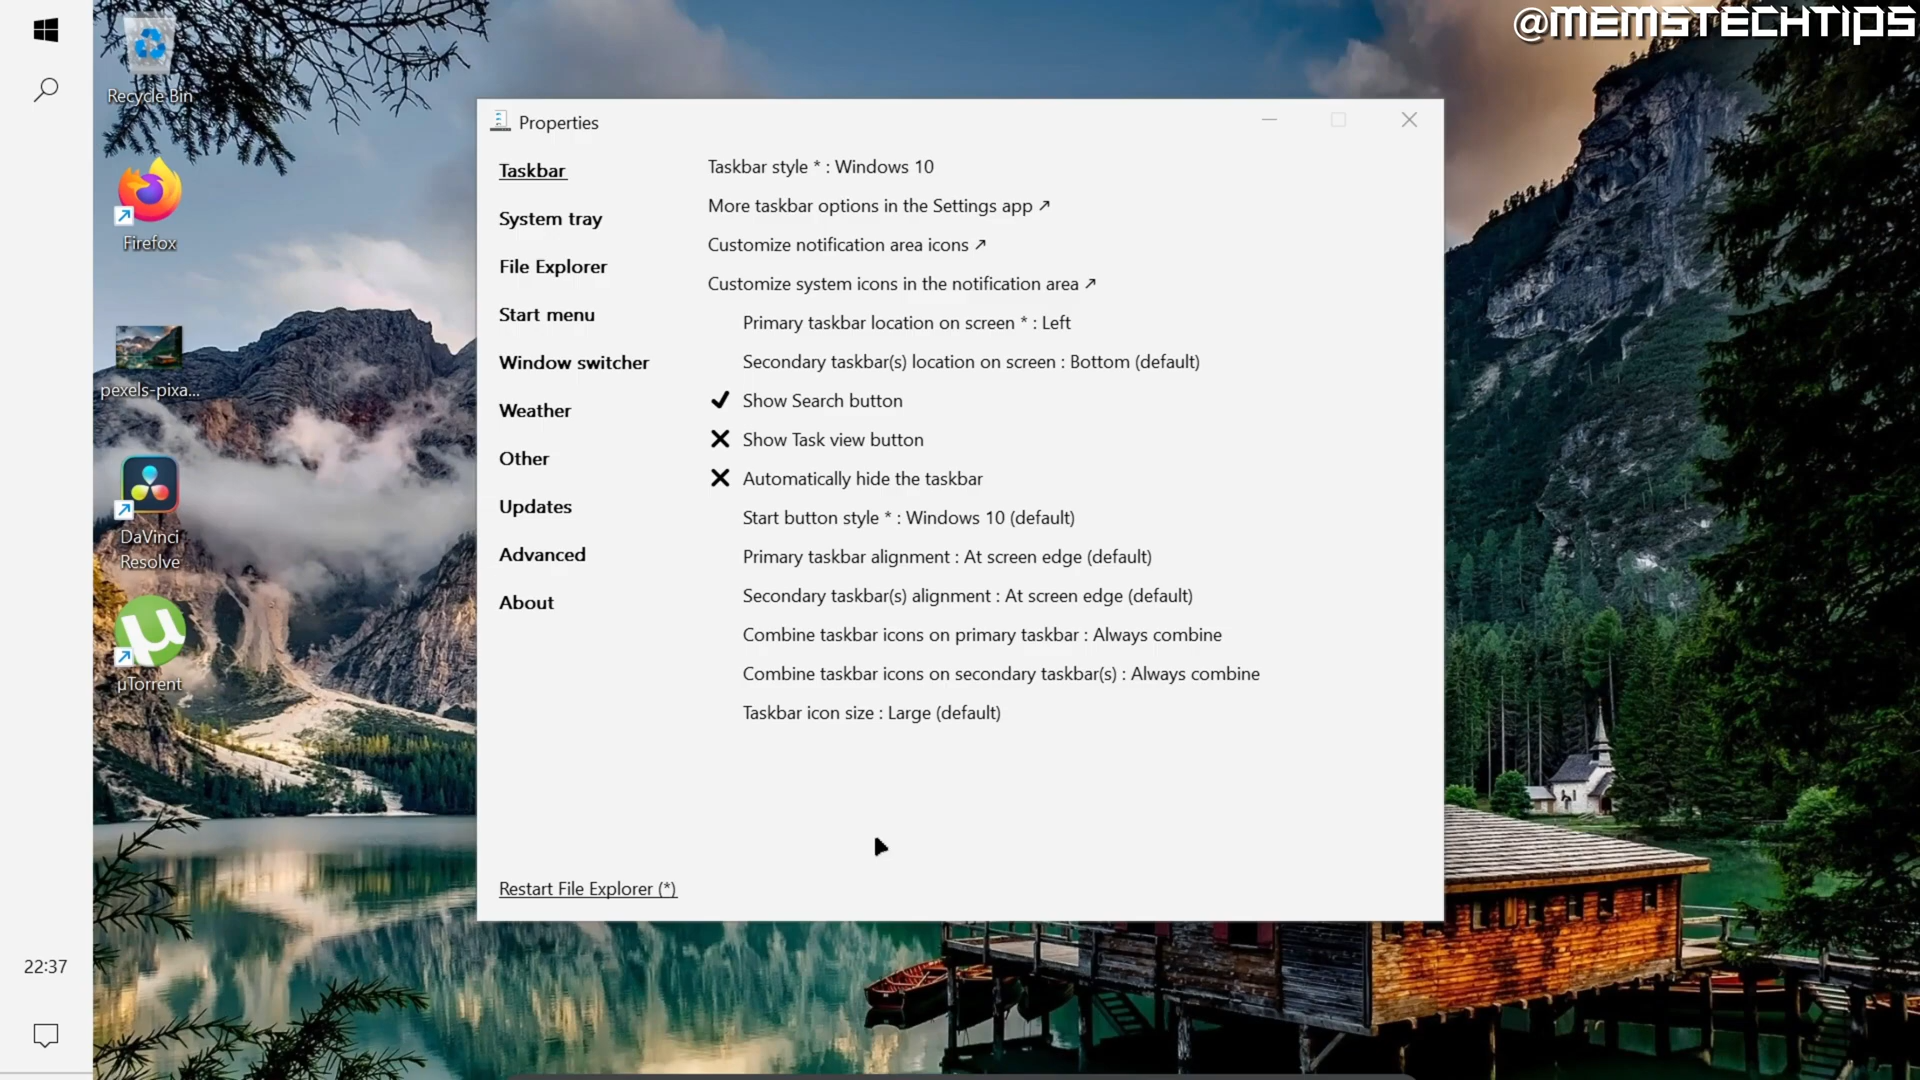 @MEMSTECHTIPS
Recycle Bin
Firefox
pexels-pixa...
DaVinci
Resolve
µTorrent
22:37
Properties
Taskbar
System tray
File Explorer
Start menu
Window switcher
Weather
Other
Updates
Advanced
About
Taskbar style * : Windows 10
More taskbar options in the Settings app ↗
Customize notification area icons ↗
Customize system icons in the notification area ↗
Primary taskbar location on screen * : Left
Secondary taskbar(s) location on screen : Bottom (default)
Show Search button
Show Task view button
Automatically hide the taskbar
Start button style * : Windows 10 (default)
Primary taskbar alignment : At screen edge (default)
Secondary taskbar(s) alignment : At screen edge (default)
Combine taskbar icons on primary taskbar : Always combine
Combine taskbar icons on secondary taskbar(s) : Always combine
Taskbar icon size : Large (default)
Restart File Explorer (*)